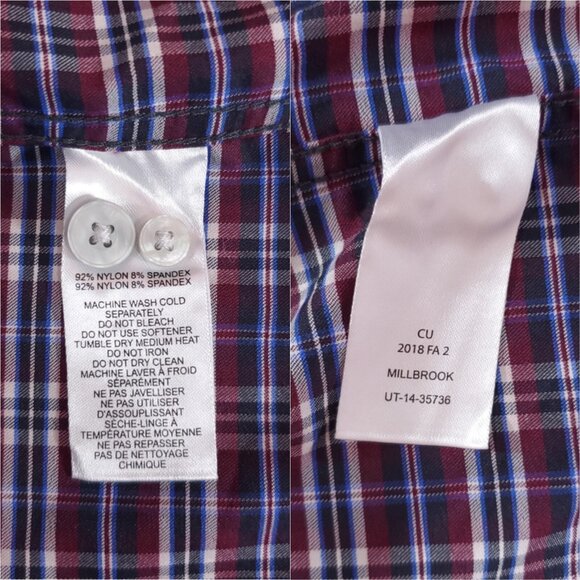 92% NYLON 8% SPANDEX
92% NYLON 8% SPANDEX
MACHINE WASH COLD
SEPARATELY
DO NOT BLEACH
DO NOT USE SOFTENER
TUMBLE DRY MEDIUM HEAT
DO NOT IRON
DO NOT DRY CLEAN
MACHINE LAVER À FROID
SÉPARÉMENT
NE PAS JAVELLISER
NE PAS UTILISER
D'ASSOUPLISSANT
SÈCHE-LINGE À
TEMPÉRATURE MOYENNE
NE PAS REPASSER
PAS DE NETTOYAGE
CHIMIQUE
CU
2018 FA 2
MILLBROOK
UT-14-35736